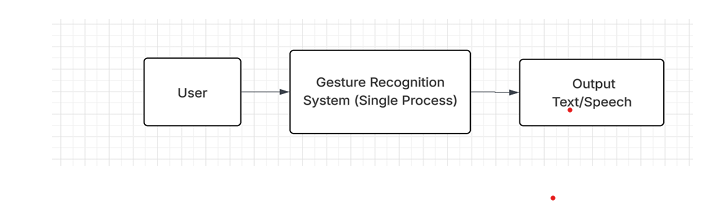 User
Gesture Recognition
System (Single Process)
Output
Text/Speech